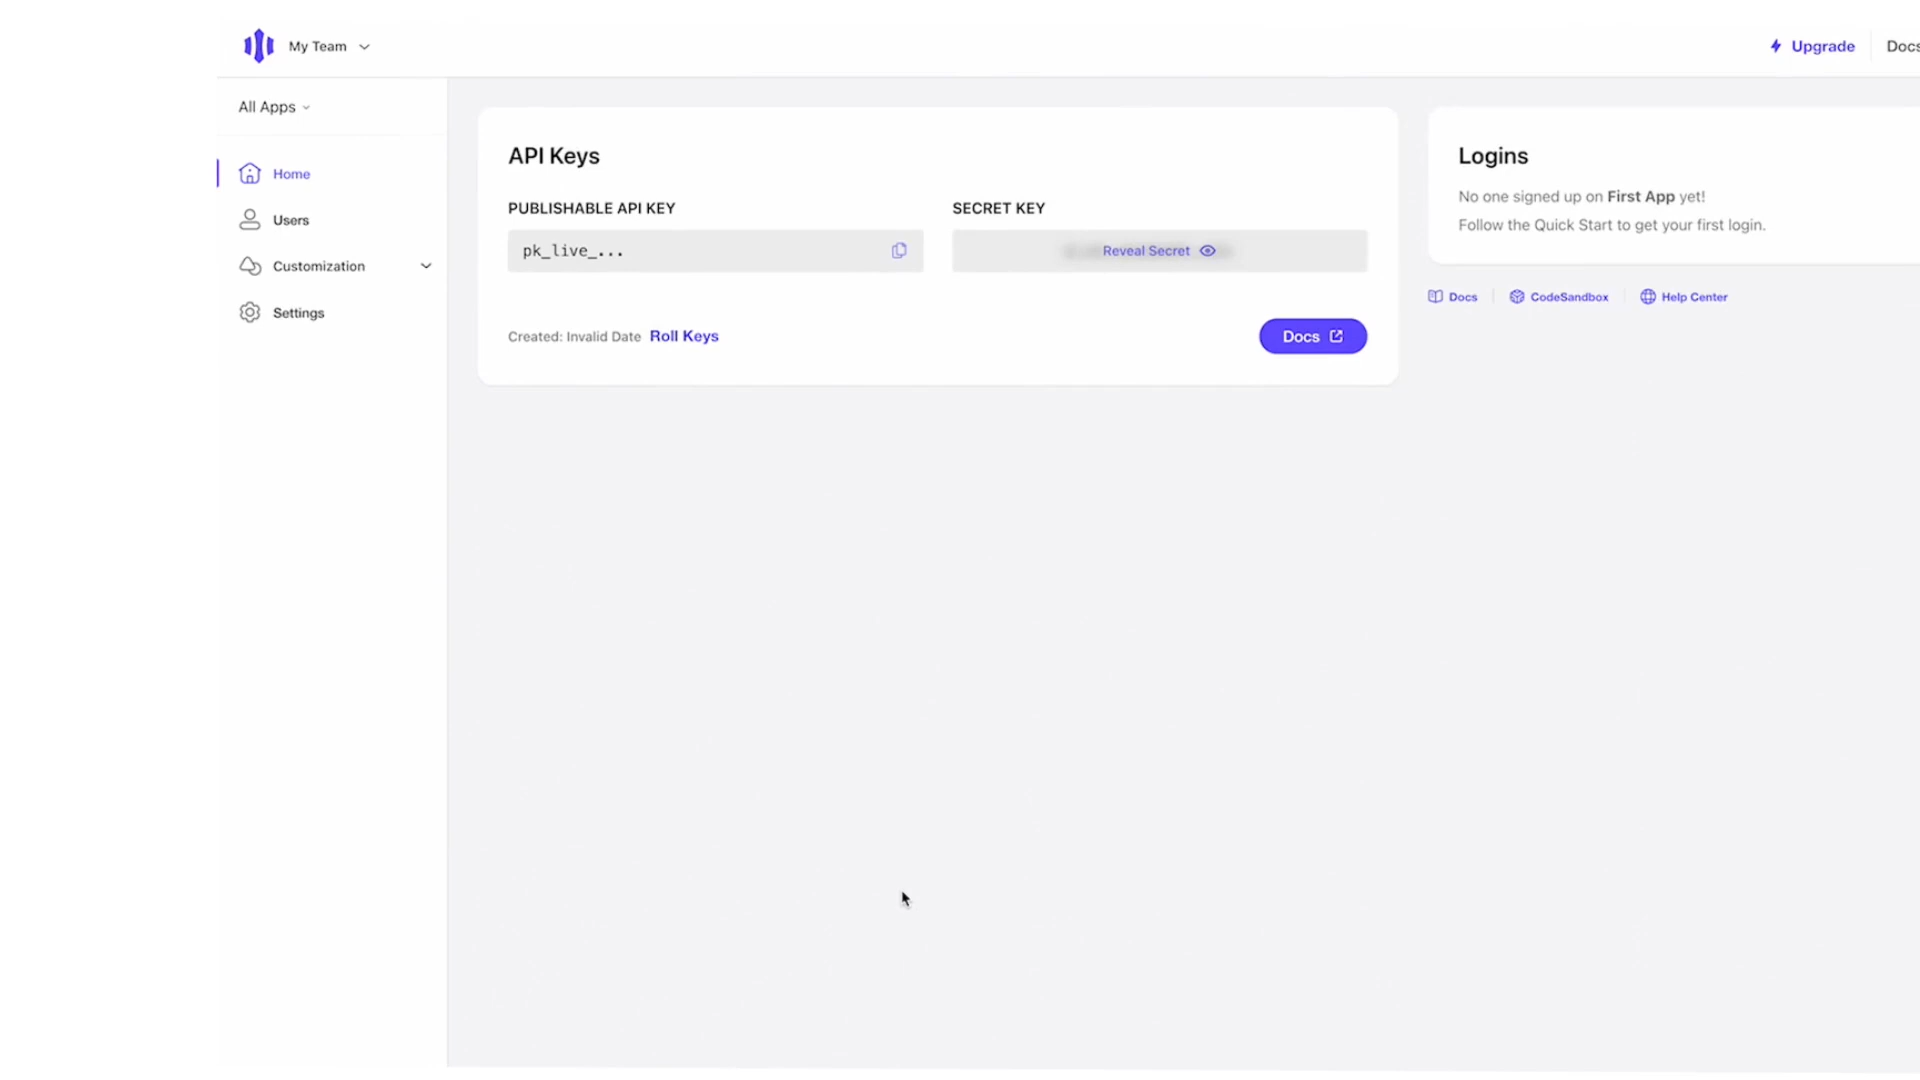 My Team
Upgrade
Docs
All Apps
Home
Users
Customization
Settings
API Keys
PUBLISHABLE API KEY
SECRET KEY
pk_live_...
Reveal Secret
Created: Invalid Date Roll Keys
Docs
Logins
No one signed up on First App yet!
Follow the Quick Start to get your first login.
Docs
CodeSandbox
Help Center